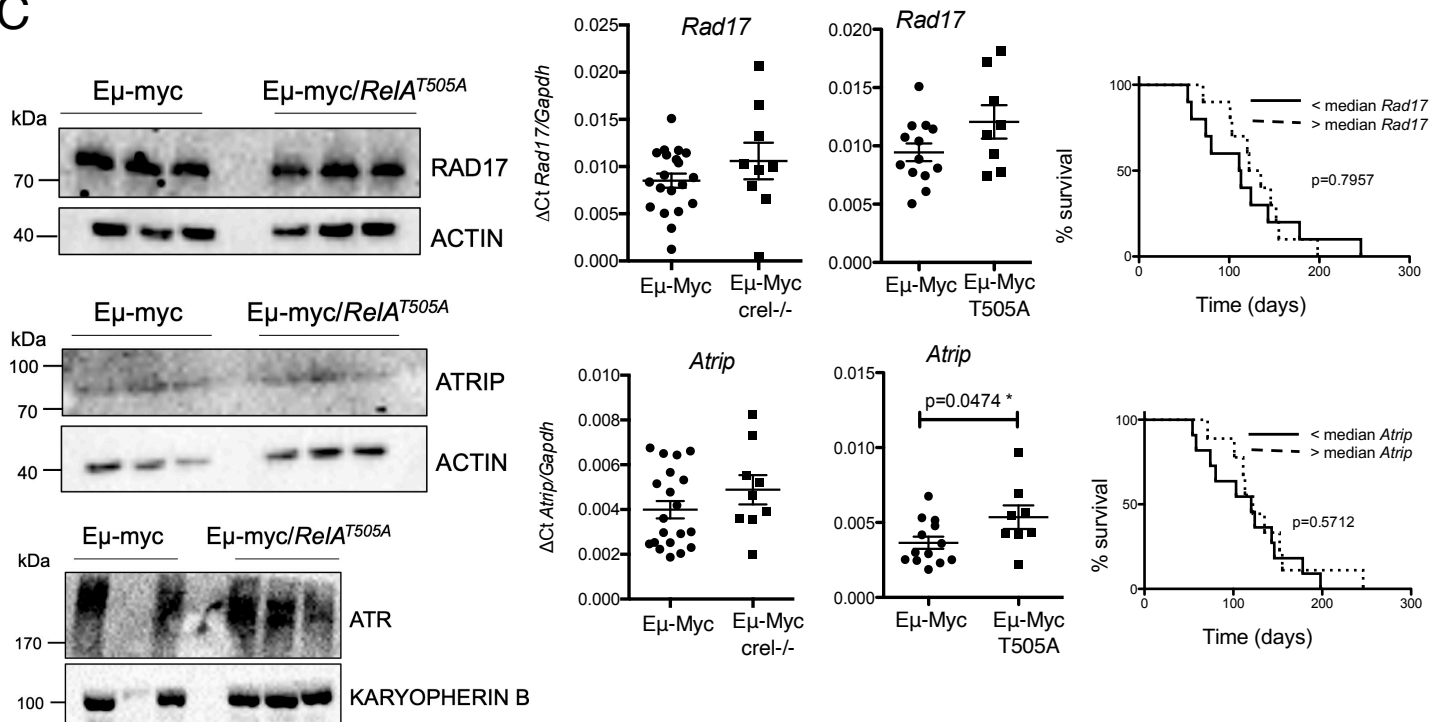 C
Eμ-myc
Eμ-myc/RelA^T505A
kDa
RAD17
70
40
ACTIN
Eμ-myc
Eμ-myc/RelA^T505A
kDa
100
ATRIP
70
40
ACTIN
Eμ-myc
Eμ-myc/RelA^T505A
kDa
ATR
170
100
KARYOPHERIN B
Rad17
ΔCt Rad17/Gapdh
0.025
0.020
0.015
0.010
0.005
0.000
Eμ-Myc
Eμ-Myc
crel-/-
Rad17
0.020
0.015
0.010
0.005
0.000
Eμ-Myc
Eμ-Myc
T505A
% survival
100
50
0
0
100
200
300
Time (days)
< median Rad17
> median Rad17
p=0.7957
Atrip
ΔCt Atrip/Gapdh
0.010
0.008
0.006
0.004
0.002
0.000
Eμ-Myc
Eμ-Myc
crel-/-
Atrip
0.015
0.010
0.005
0.000
p=0.0474 *
Eμ-Myc
Eμ-Myc
T505A
% survival
100
50
0
0
100
200
300
Time (days)
< median Atrip
> median Atrip
p=0.5712